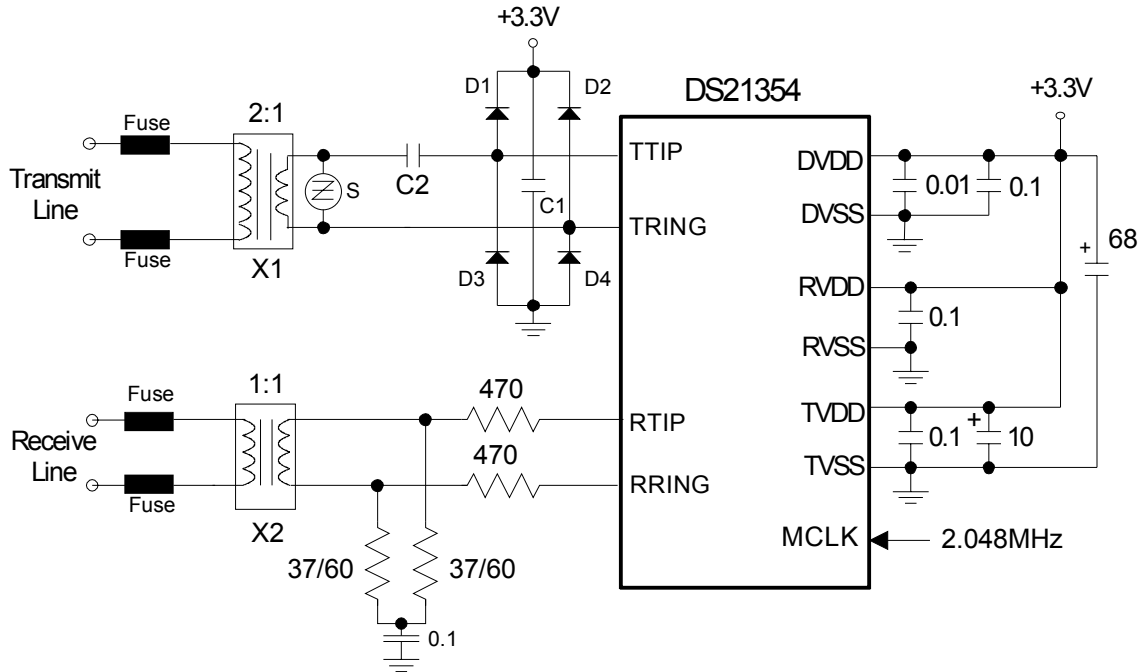 +3.3V
D1
D2
DS21354
+3.3V
2:1
Fuse
TTIP
DVDD
Transmit
Line
S
C2
C1
0.01
0.1
DVSS
TRING
Fuse
X1
D3
D4
68
+
RVDD
0.1
RVSS
Fuse
1:1
470
RTIP
TVDD
Receive
Line
470
0.1
+
10
TVSS
Fuse
RRING
X2
MCLK
2.048MHz
37/60
37/60
0.1